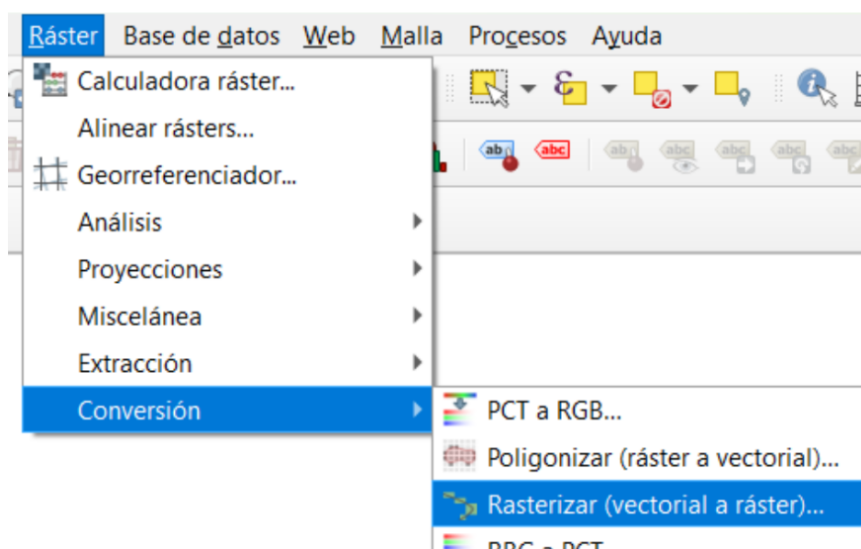 Ráster Base de datos Web Malla Procesos Ayuda
Calculadora ráster...
Alinear rásters...
Georreferenciador...
Análisis
Proyecciones
Miscelánea
Extracción
Conversión
PCT a RGB...
Poligonizar (ráster a vectorial)...
Rasterizar (vectorial a ráster)...
abc